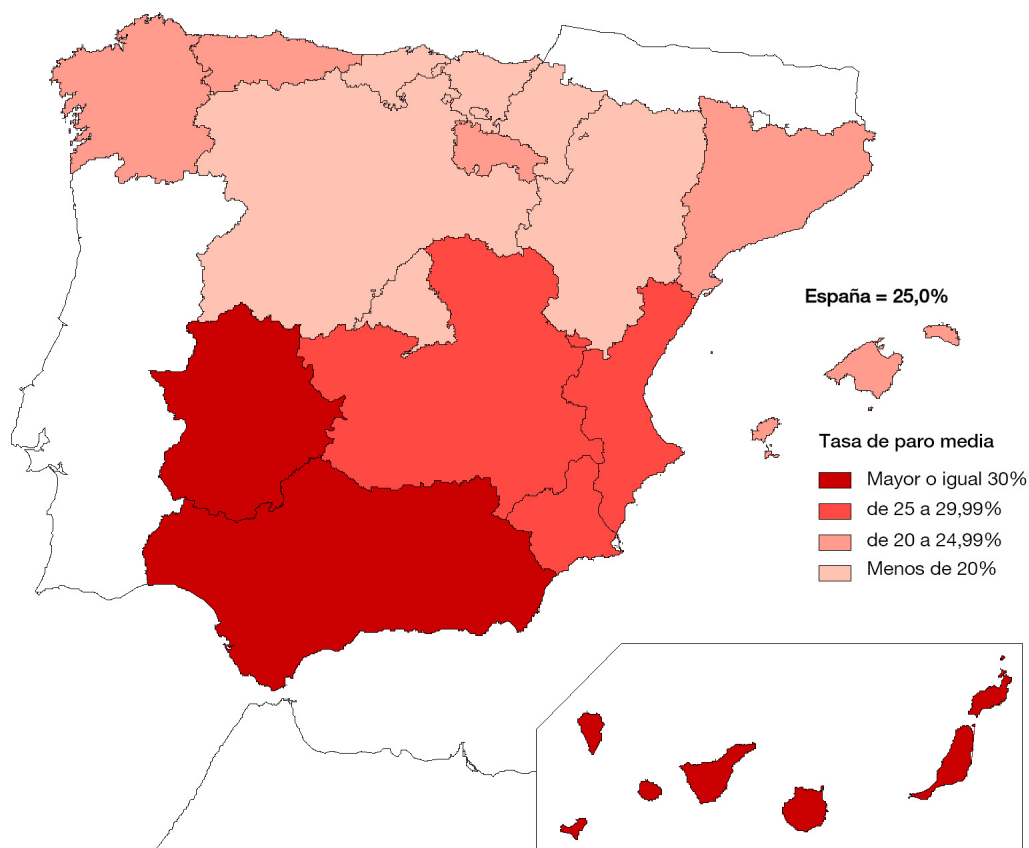 España = 25,0%
Tasa de paro media
Mayor o igual 30%
de 25 a 29,99%
de 20 a 24,99%
Menos de 20%